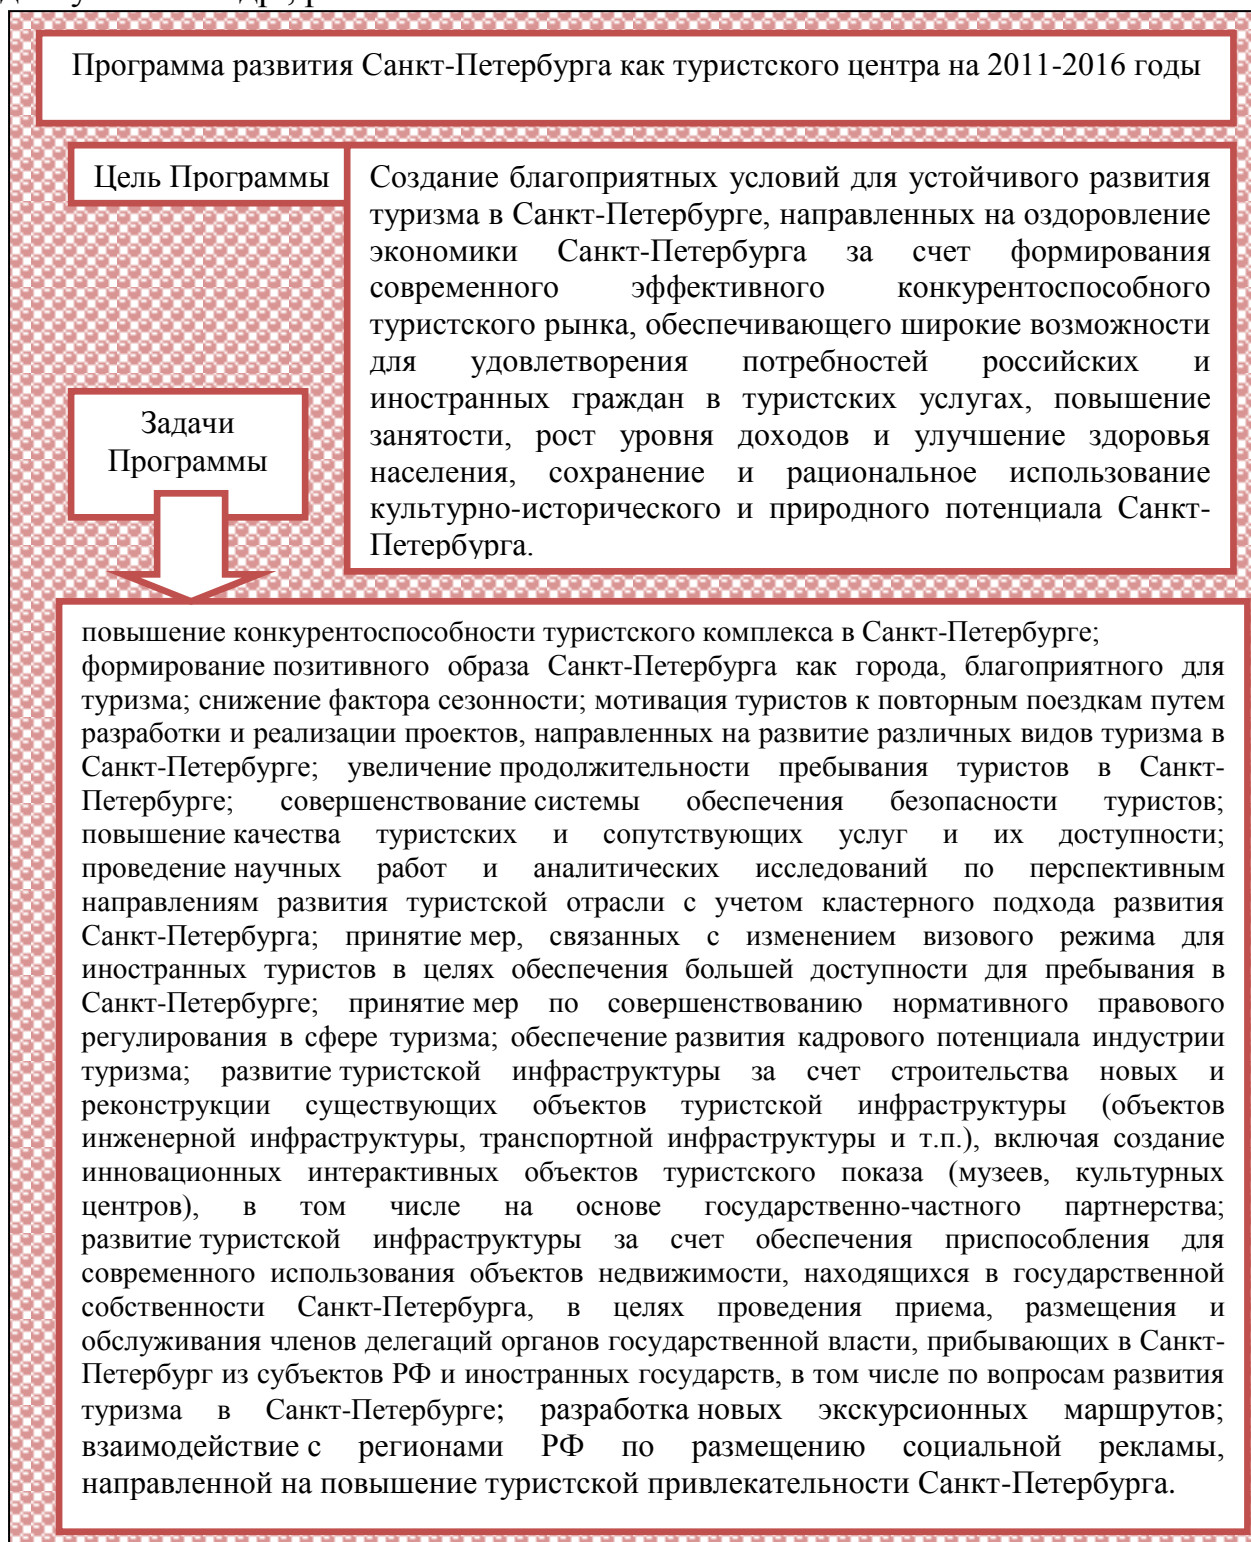 Программа развития Санкт-Петербурга как туристского центра на 2011-2016 годы
Цель Программы
Создание благоприятных условий для устойчивого развития
туризма в Санкт-Петербурге, направленных на оздоровление
экономики Санкт-Петербурга за счет формирования
современного эффективного конкурентоспособного
туристского рынка, обеспечивающего широкие возможности
для удовлетворения потребностей российских и
иностранных граждан в туристских услугах, повышение
занятости, рост уровня доходов и улучшение здоровья
населения, сохранение и рациональное использование
культурно-исторического и природного потенциала Санкт-
Петербурга.
Задачи
Программы
повышение конкурентоспособности туристского комплекса в Санкт-Петербурге;
формирование позитивного образа Санкт-Петербурга как города, благоприятного для
туризма; снижение фактора сезонности; мотивация туристов к повторным поездкам путем
разработки и реализации проектов, направленных на развитие различных видов туризма в
Санкт-Петербурге; увеличение продолжительности пребывания туристов в Санкт-
Петербурге; совершенствование системы обеспечения безопасности туристов;
повышение качества туристских и сопутствующих услуг и их доступности;
проведение научных работ и аналитических исследований по перспективным
направлениям развития туристской отрасли с учетом кластерного подхода развития
Санкт-Петербурга; принятие мер, связанных с изменением визового режима для
иностранных туристов в целях обеспечения большей доступности для пребывания в
Санкт-Петербурге; принятие мер по совершенствованию нормативного правового
регулирования в сфере туризма; обеспечение развития кадрового потенциала индустрии
туризма; развитие туристской инфраструктуры за счет строительства новых и
реконструкции существующих объектов туристской инфраструктуры (объектов
инженерной инфраструктуры, транспортной инфраструктуры и т.п.), включая создание
инновационных интерактивных объектов туристского показа (музеев, культурных
центров), в том числе на основе государственно-частного партнерства;
развитие туристской инфраструктуры за счет обеспечения приспособления для
современного использования объектов недвижимости, находящихся в государственной
собственности Санкт-Петербурга, в целях проведения приема, размещения и
обслуживания членов делегаций органов государственной власти, прибывающих в Санкт-
Петербург из субъектов РФ и иностранных государств, в том числе по вопросам развития
туризма в Санкт-Петербурге; разработка новых экскурсионных маршрутов;
взаимодействие с регионами РФ по размещению социальной рекламы,
направленной на повышение туристской привлекательности Санкт-Петербурга.